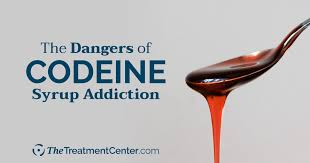 The Dangers of
CODEINE
Syrup Addiction
TheTreatmentCenter.com